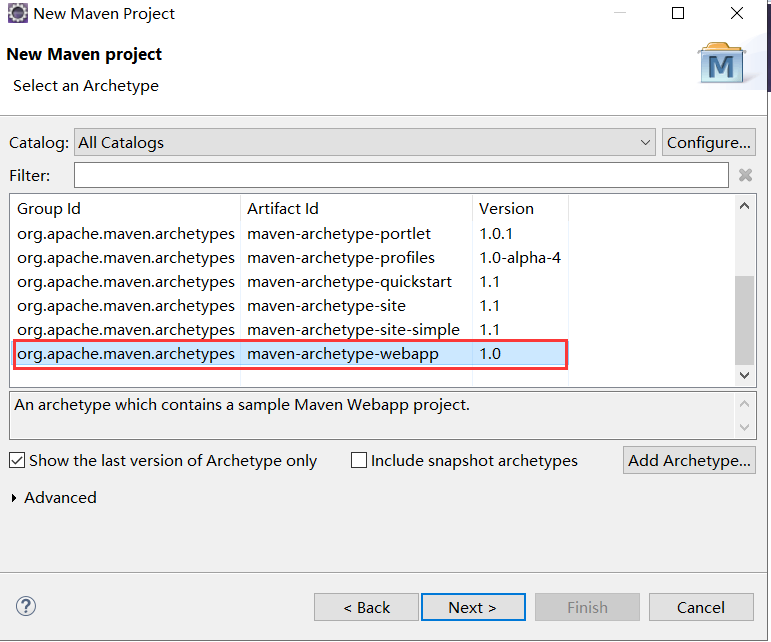 New Maven Project
New Maven project
Select an Archetype
M
Catalog: All Catalogs Configure...
Filter:
Group Id Artifact Id Version
org.apache.maven.archetypes maven-archetype-portlet 1.0.1
org.apache.maven.archetypes maven-archetype-profiles 1.0-alpha-4
org.apache.maven.archetypes maven-archetype-quickstart 1.1
org.apache.maven.archetypes maven-archetype-site 1.1
org.apache.maven.archetypes maven-archetype-site-simple 1.1
org.apache.maven.archetypes maven-archetype-webapp 1.0
An archetype which contains a sample Maven Webapp project.
Show the last version of Archetype only Include snapshot archetypes Add Archetype...
Advanced
? < Back Next > Finish Cancel